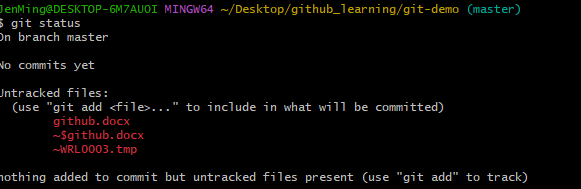 JenMing@DESKTOP-6M7AUOI MINGW64 ~/Desktop/github_learning/git-demo (master)
$ git status
On branch master
No commits yet
Untracked files:
(use "git add <file>..." to include in what will be committed)
github.docx
~$github.docx
~WRL0003.tmp
nothing added to commit but untracked files present (use "git add" to track)